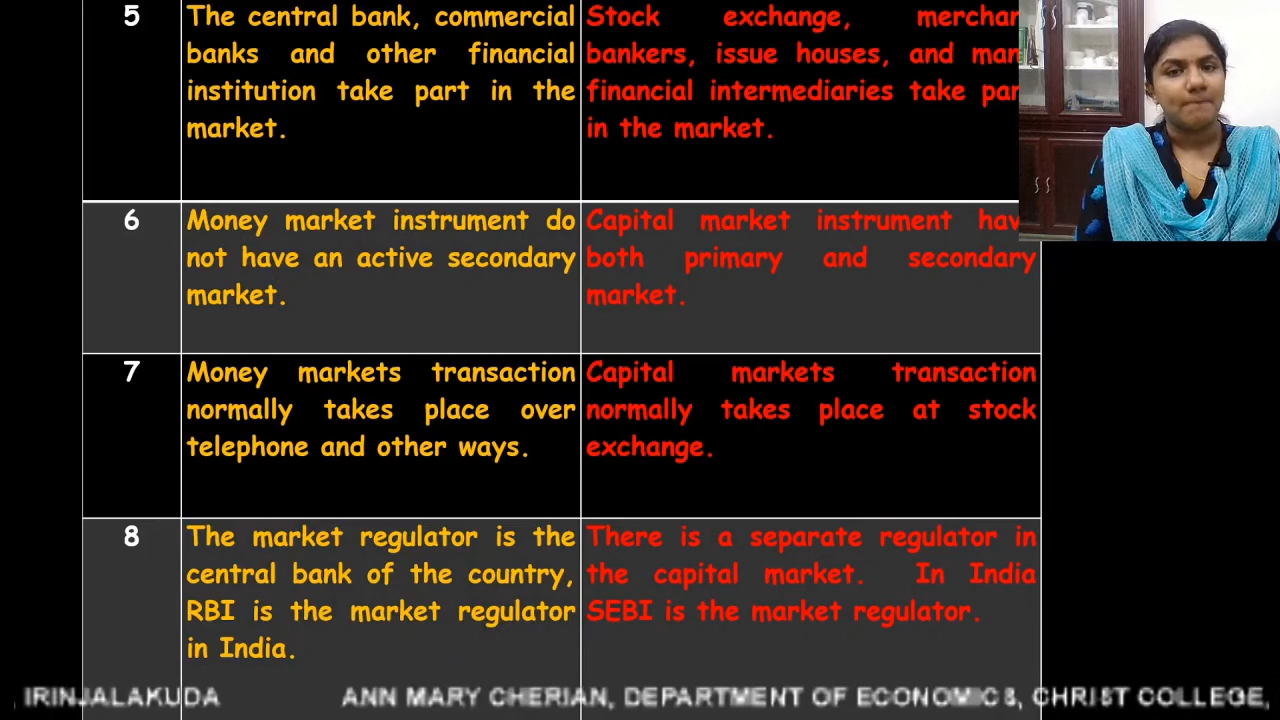 5
The central bank, commercial
banks and other financial
institution take part in the
market.
Stock exchange,
bankers, issue houses, and
financial intermediaries take
in the market.
6
Money market instrument do
not have an active secondary
market.
Capital market instrument
both primary and secondary
market.
7
Money markets transaction
normally takes place over
telephone and other ways.
Capital markets transaction
normally takes place at stock
exchange.
8
The market regulator is the
central bank of the country,
RBI is the market regulator
in India.
There is a separate regulator in
the capital market. In India
SEBI is the market regulator.
, IRINJALAKUDA ANN MARY CHERIAN, DEPARTMENT OF ECONOMICS, CHRIST COLLEGE,